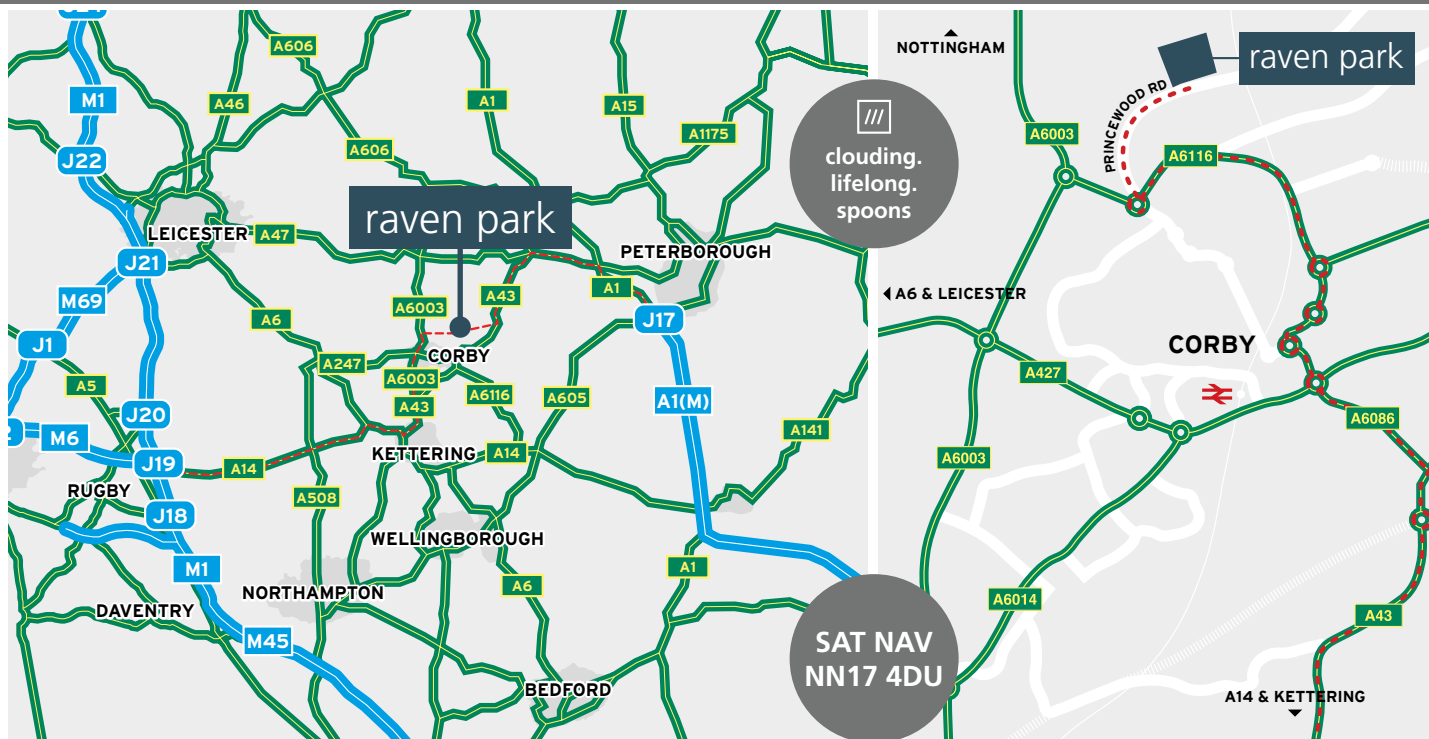 A606
M1
A46
A1
A15
A1175
J22
A606
raven park
LEICESTER
A47
PETERBOROUGH
J21
M69
A6003
A43
A1
J17
A6
J1
CORBY
A247
A6003
A5
A43
A6116
A605
A1(M)
J20
M6
A141
J19
A14
KETTERING
A14
RUGBY
A508
J18
WELLINGBOROUGH
M1
A6
A1
NORTHAMPTON
DAVENTRY
M45
BEDFORD
clouding.
lifelong.
spoons
SAT NAV
NN17 4DU
NOTTINGHAM
raven park
PRINCEWOOD RD
A6003
A6116
A6 & LEICESTER
CORBY
A427
A6086
A6003
A6014
A43
A14 & KETTERING